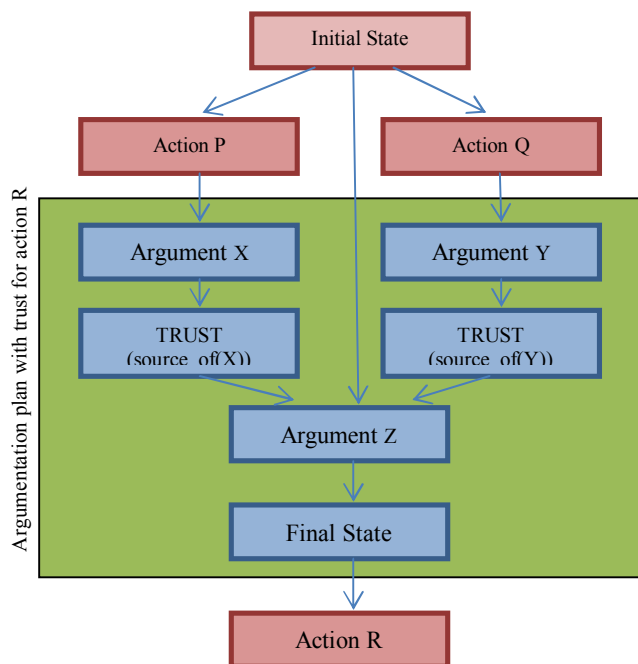 Initial State
Action P
Action Q
Argumentation plan with trust for action R
Argument X
Argument Y
TRUST
(source_of(X))
TRUST
(source_of(Y))
Argument Z
Final State
Action R